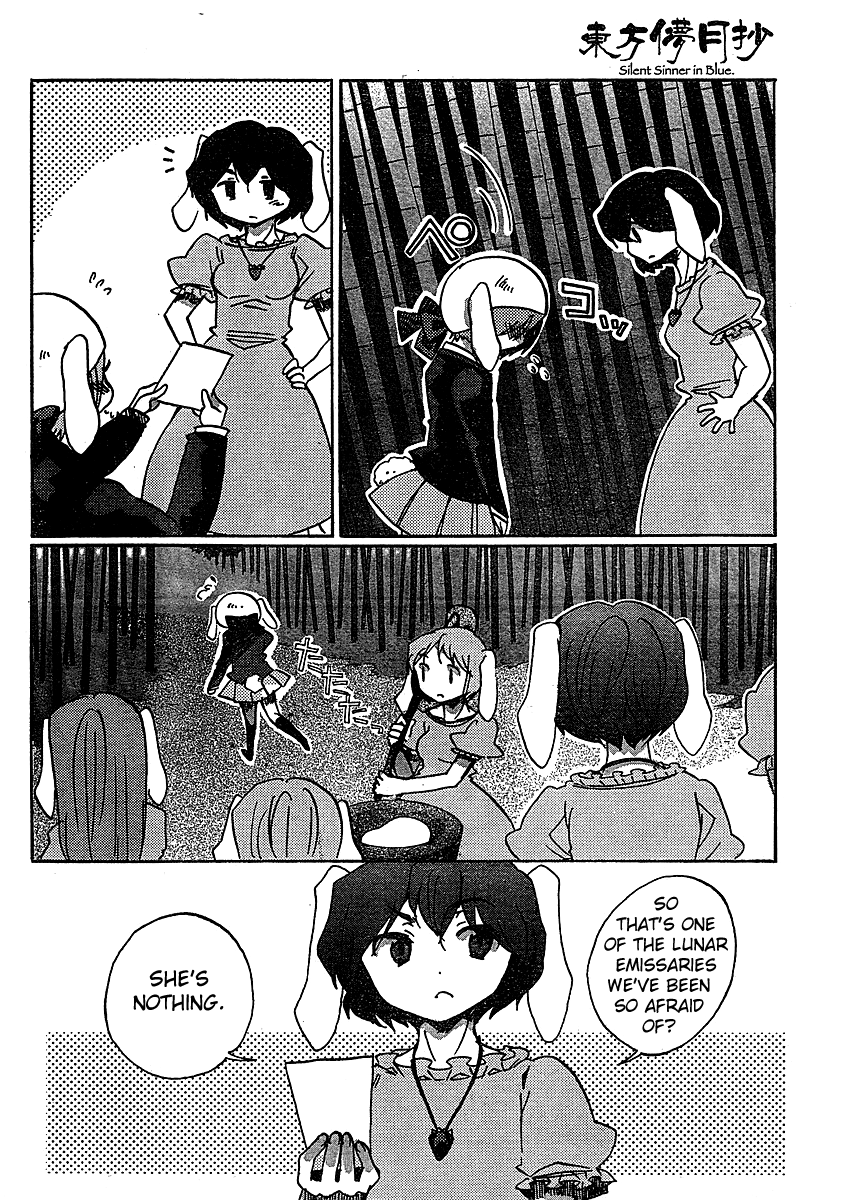 東方儚月抄
Silent Sinner in Blue.
ペコッ
たたたった…
SO
THAT'S ONE
OF THE LUNAR
EMISSARIES
WE'VE BEEN
SO AFRAID
OF?
SHE'S
NOTHING.